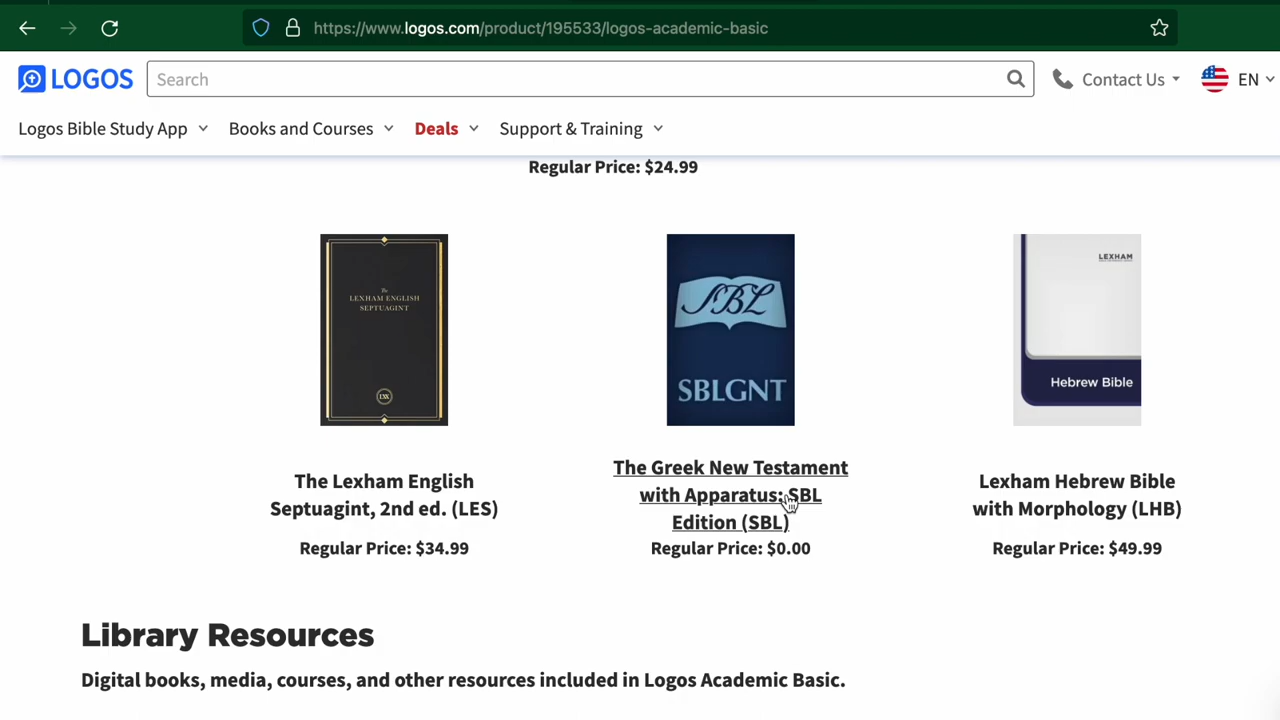 https://www.logos.com/product/195533/logos-academic-basic
LOGOS
Search
Contact Us
EN
Logos Bible Study App
Books and Courses
Deals
Support & Training
Regular Price: $24.99
The
LEXHAM ENGLISH
SEPTUAGINT
LXX
SBL
SBLGNT
LEXHAM
Hebrew Bible
The Lexham English
Septuagint, 2nd ed. (LES)
Regular Price: $34.99
The Greek New Testament
with Apparatus: SBL
Edition (SBL)
Regular Price: $0.00
Lexham Hebrew Bible
with Morphology (LHB)
Regular Price: $49.99
Library Resources
Digital books, media, courses, and other resources included in Logos Academic Basic.